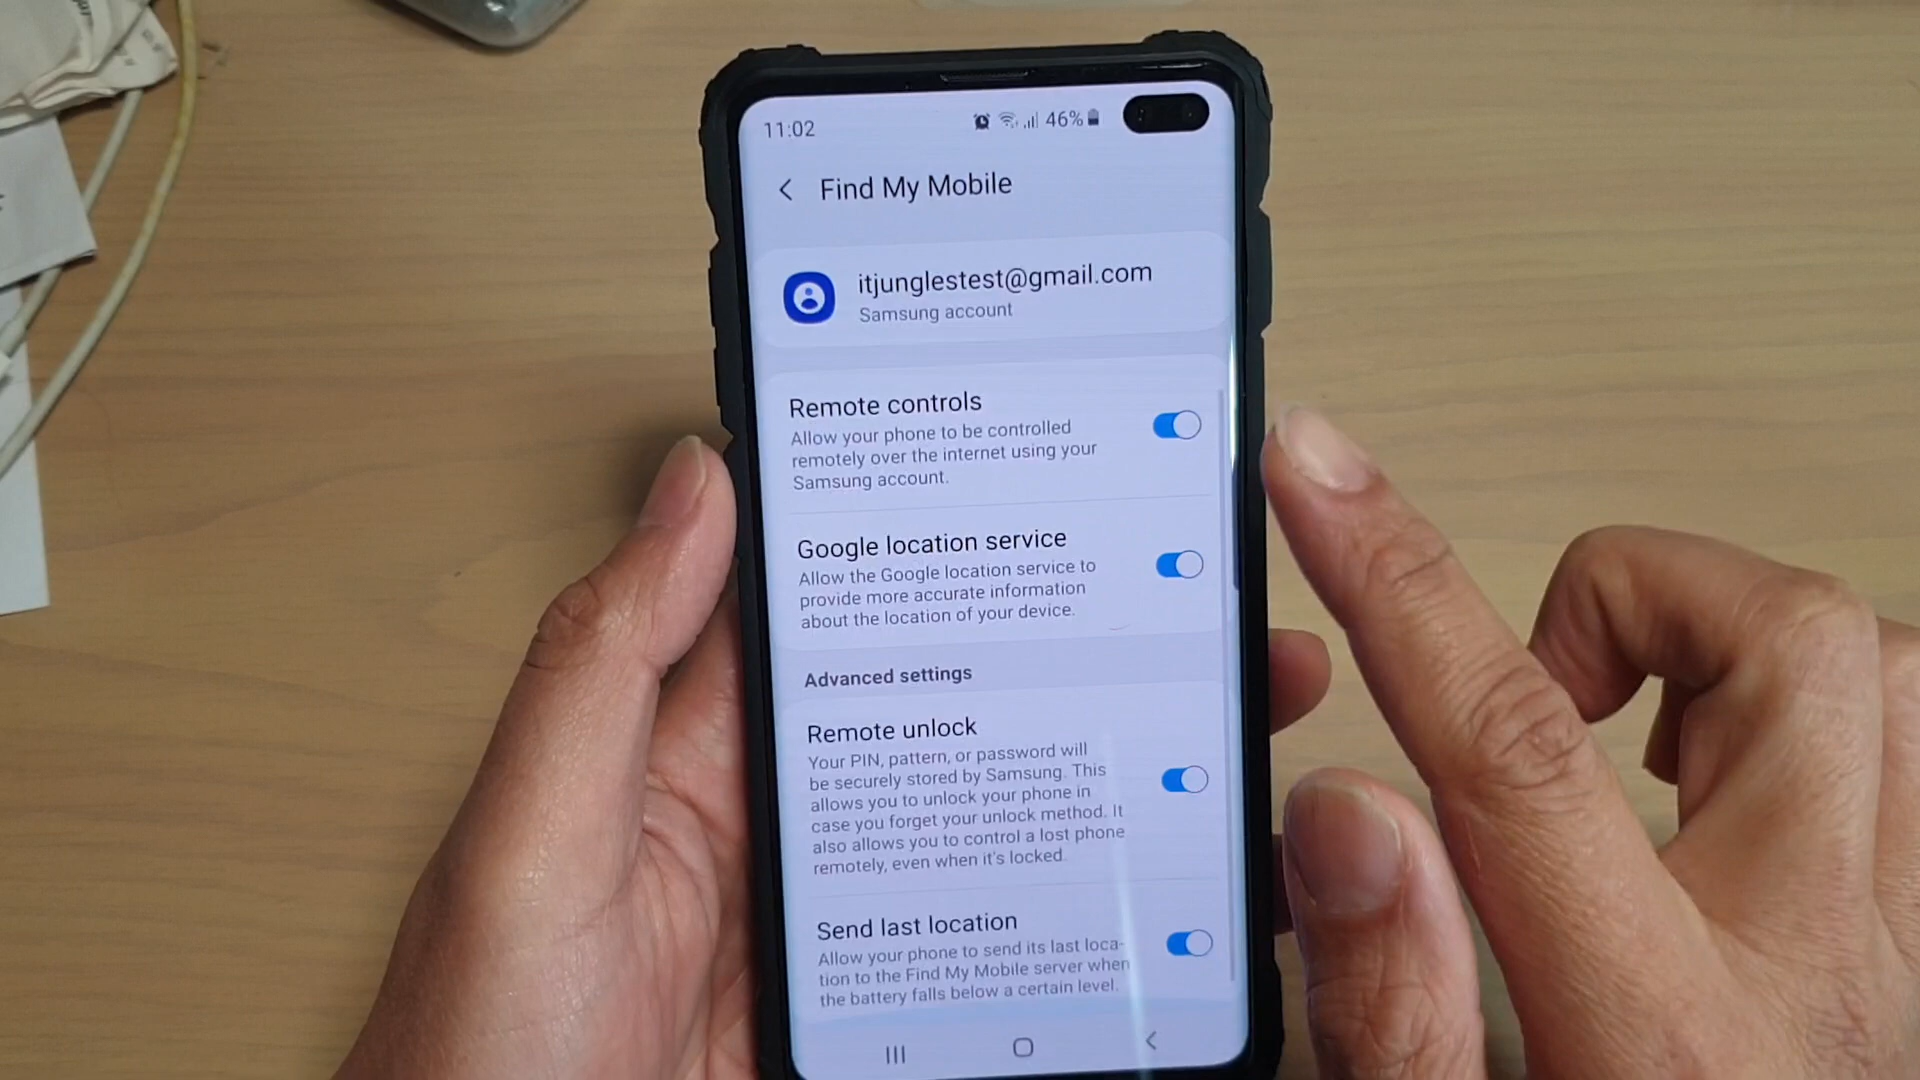 11:02 46%
Find My Mobile
itjunglestest@gmail.com
Samsung account
Remote controls
Allow your phone to be controlled
remotely over the internet using your
Samsung account.
Google location service
Allow the Google location service to
provide more accurate information
about the location of your device.
Advanced settings
Remote unlock
Your PIN, pattern, or password will
be securely stored by Samsung. This
allows you to unlock your phone in
case you forget your unlock method. It
also allows you to control a lost phone
remotely, even when it's locked.
Send last location
Allow your phone to send its last loca-
tion to the Find My Mobile server when
the battery falls below a certain level.